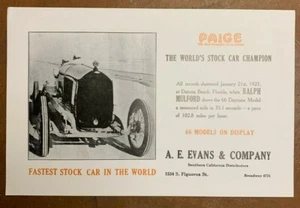 PAIGE
THE WORLD'S STOCK CAR CHAMPION
All records shattered January 21st, 1921,
at Daytona Beach, Florida, when RALPH
MULFORD drove the 66 Daytona Model
a measured mile in 35.1 seconds—a pace
of 102.8 miles per hour.
66 MODELS ON DISPLAY
FASTEST STOCK CAR IN THE WORLD
A. E. EVANS & COMPANY
Southern California Distributors
S. Figueroa St.
Broadway